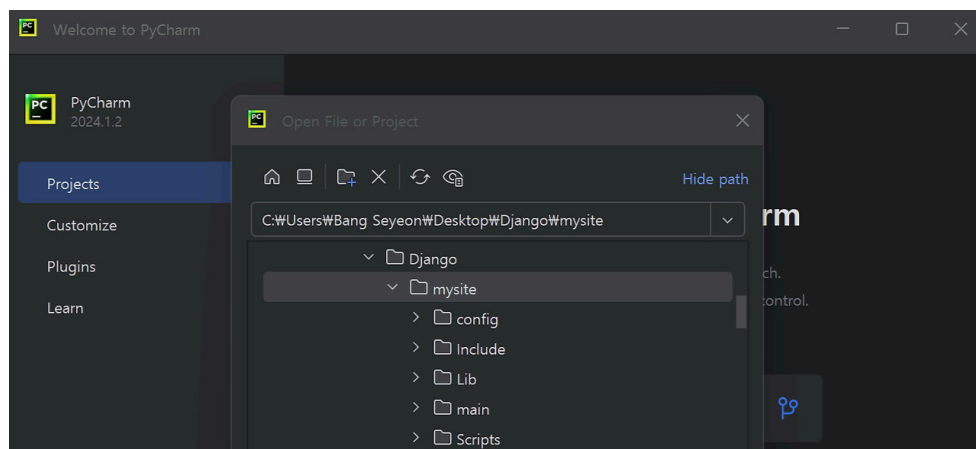 PC Welcome to PyCharm
PC PyCharm
2024.1.2
Projects
Customize
Plugins
Learn
PC Open File or Project
Hide path
C:₩Users₩Bang Seyeon₩Desktop₩Django₩mysite
Django
mysite
config
Include
Lib
main
Scripts
rm
ch.
control.